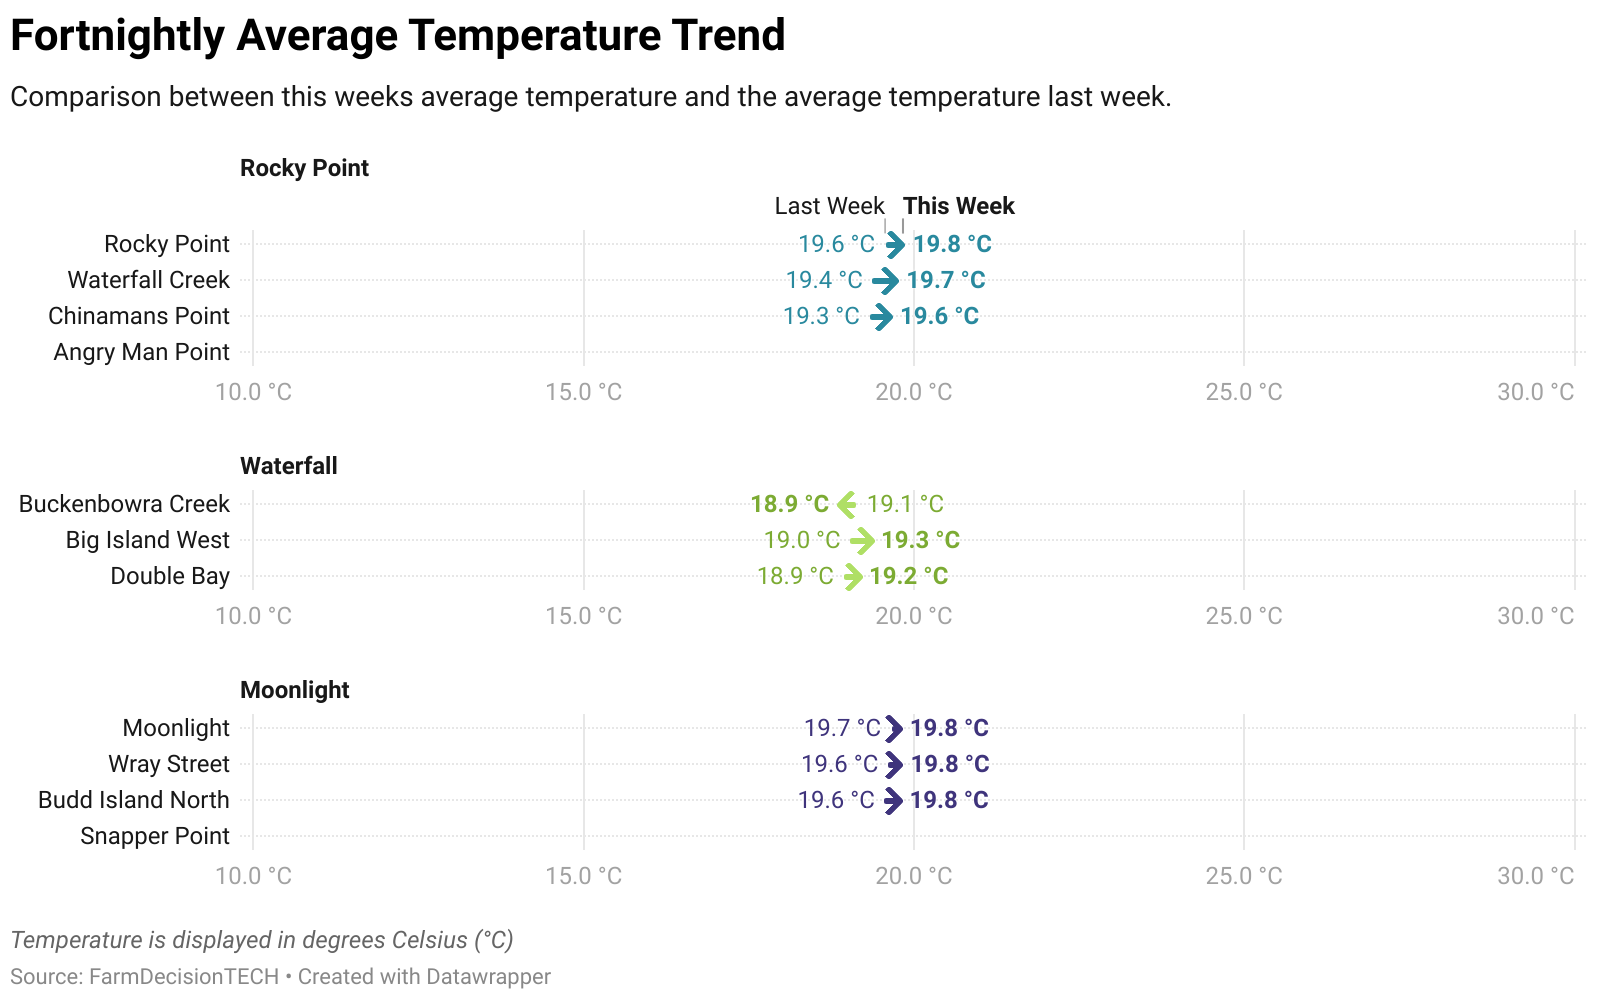 Fortnightly Average Temperature Trend
Comparison between this weeks average temperature and the average temperature last week.
Rocky Point
Last Week This Week
Rocky Point 19.6 °C 19.8 °C
Waterfall Creek 19.4 °C 19.7 °C
Chinamans Point 19.3 °C 19.6 °C
Angry Man Point
10.0 °C 15.0 °C 20.0 °C 25.0 °C 30.0 °C
Waterfall
Buckenbowra Creek 18.9 °C 19.1 °C
Big Island West 19.0 °C 19.3 °C
Double Bay 18.9 °C 19.2 °C
10.0 °C 15.0 °C 20.0 °C 25.0 °C 30.0 °C
Moonlight
Moonlight 19.7 °C 19.8 °C
Wray Street 19.6 °C 19.8 °C
Budd Island North 19.6 °C 19.8 °C
Snapper Point
10.0 °C 15.0 °C 20.0 °C 25.0 °C 30.0 °C
Temperature is displayed in degrees Celsius (°C)
Source: FarmDecisionTECH • Created with Datawrapper